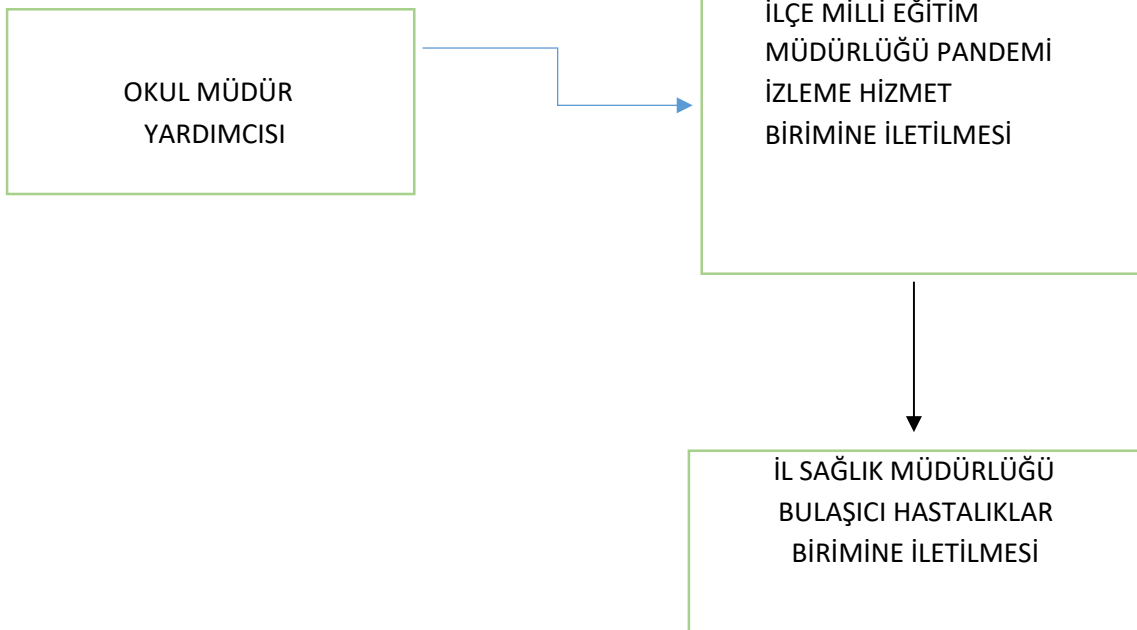 OKUL MÜDÜR
YARDIMCISI
İLÇE MİLLİ EĞİTİM
MÜDÜRLÜĞÜ PANDEMİ
İZLEME HİZMET
BİRİMİNE İLETİLMESİ
İL SAĞLIK MÜDÜRLÜĞÜ
BULAŞICI HASTALIKLAR
BİRİMİNE İLETİLMESİ